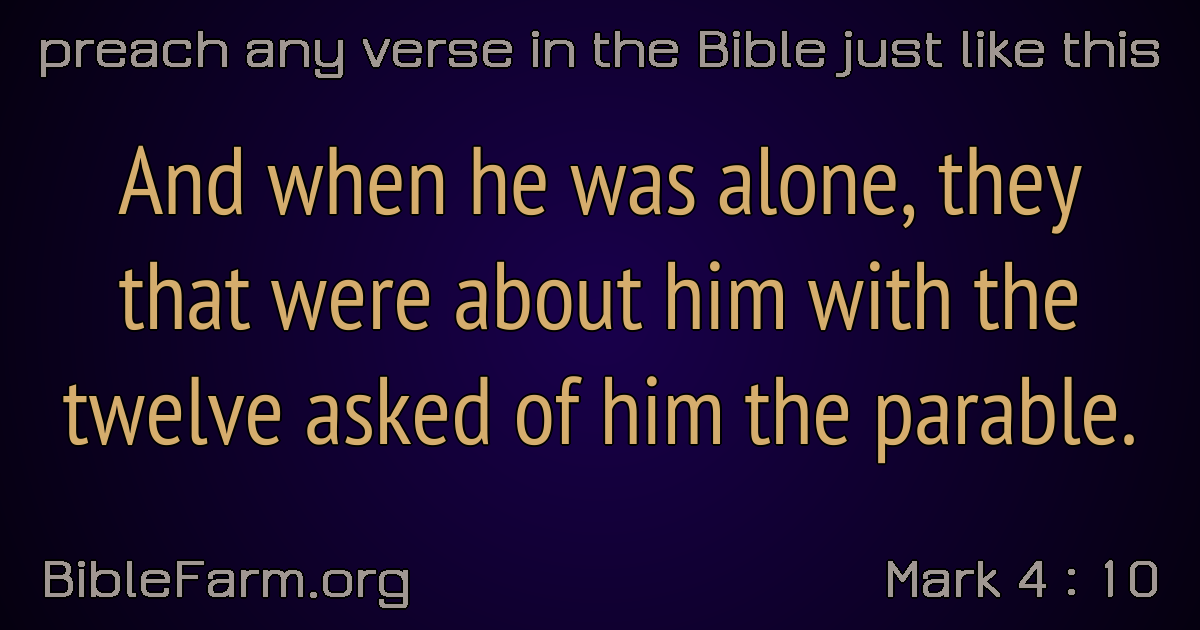 preach any verse in the Bible just like this
And when he was alone, they
that were about him with the
twelve asked of him the parable.
BibleFarm.org
Mark 4 : 10